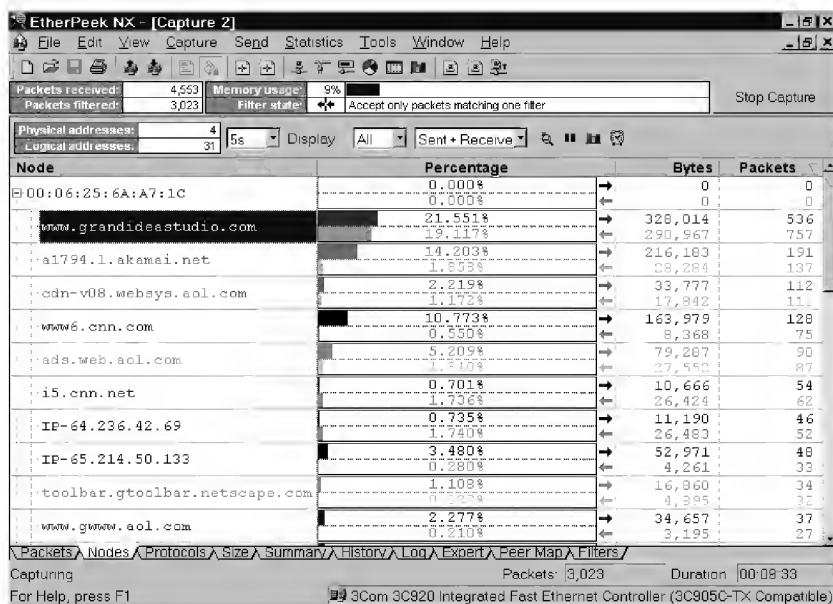 EtherPeek NX - [Capture 2]
File Edit View Capture Send Statistics Tools Window Help
Packets received: 4,553 Memory usage: 9%
Packets filtered: 3,023 Filter state: Accept only packets matching one filter
Stop Capture
Physical addresses: 4
Logical addresses: 31
5s Display All Sent + Receive
Node Percentage Bytes Packets
00:06:25:6A:A7:1C 0.000% 0 0
0.000% 0 0
www.grandideastudio.com 21.551% 328,014 536
19.117% 290,967 757
a1794.l.akamai.net 14.203% 216,183 191
1.853% 28,284 137
cdn-v08.websys.aol.com 2.219% 33,777 112
1.172% 17,842
www6.cnn.com 10.773% 163,979 128
0.550% 8,368 75
ads.web.aol.com 5.209% 79,287 90
27,552 87
i5.cnn.net 0.701% 10,666 54
1.736% 26,424 62
IP-64.236.42.69 0.735% 11,190 46
1.740% 26,483 52
IP-65.214.50.133 3.480% 52,971 48
0.280% 4,261 33
toolbar.gtoolbar.netscape.com 1.108% 16,860 34
www.gwww.aol.com 2.277% 34,657 37
0.210% 3,195 27
Packets Nodes Protocols Size Summary History Log Expert Peer Map Filters
Capturing Packets: 3,023 Duration: 00:09:33
For Help, press F1 3Com 3C920 Integrated Fast Ethernet Controller (3C905C-TX Compatible)